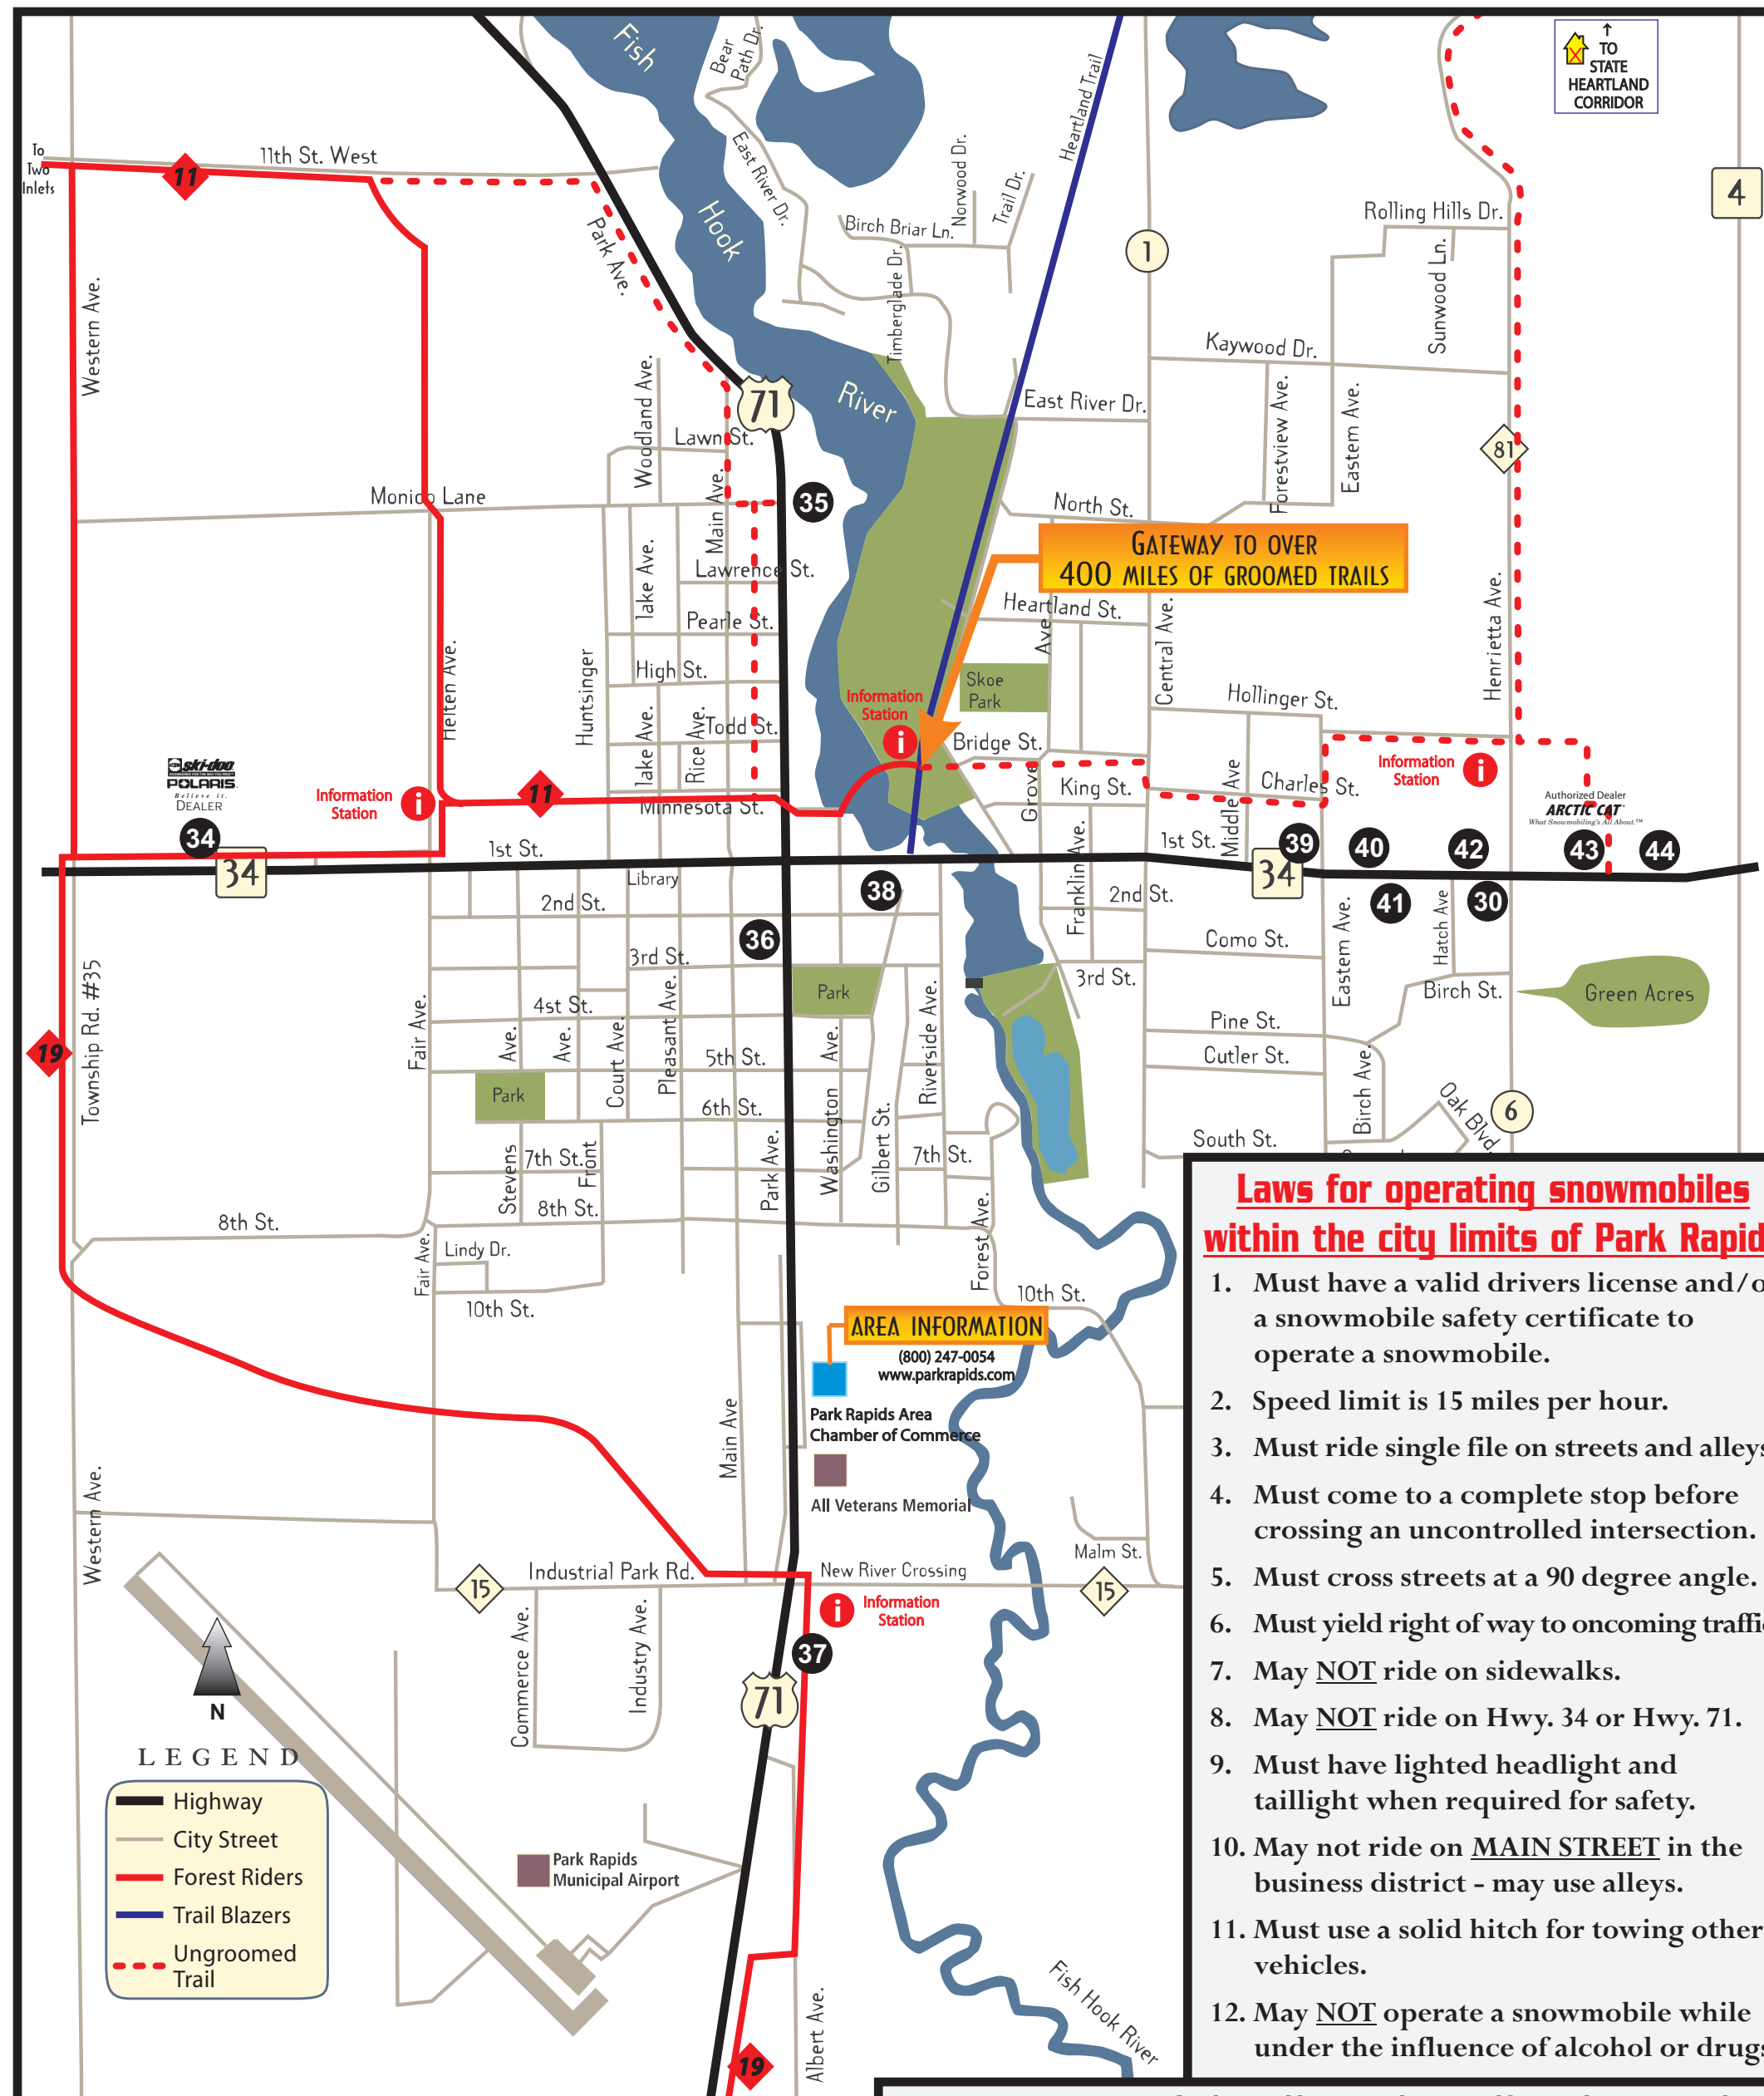 Fish
Hook
River
Bear
Path Dr.
East River Dr.
Norwood Dr.
Trail Dr.
Birch Briar Ln.
Timberglade Dr.
Heartland Trail
↑
TO
STATE
HEARTLAND
CORRIDOR
4
1
To
Two
Inlets
11th St. West
11
Park Ave.
Western Ave.
Rolling Hills Dr.
Sunwood Ln.
Kaywood Dr.
Forestview Ave.
Eastern Ave.
81
71
East River Dr.
Woodland Ave.
Lawn St.
Main Ave.
Monico Lane
35
North St.
GATEWAY TO OVER
400 MILES OF GROOMED TRAILS
lake Ave.
Lawrence St.
Pearle St.
High St.
Todd St.
Heartland St.
Ave
Central Ave.
Henrietta Ave.
Helten Ave.
Huntsinger
lake Ave.
Rice Ave.
Skoe
Park
Information
Station
i
Bridge St.
Grove
King St.
Hollinger St.
Middle Ave
Charles St.
Information
Station
i
ski-doo
POLARIS
Believe it.
DEALER
34
34
Information
Station
i
11
Minnesota St.
1st St.
Library
Authorized Dealer
ARCTIC CAT
What Snowmobiling's All About.™
1st St.
39
34
40
42
43
44
41
30
2nd St.
38
36
Franklin Ave.
2nd St.
Como St.
Eastern Ave.
Hatch Ave
Birch St.
Green Acres
3rd St.
3rd St.
Park
4st St.
Township Rd. #35
19
Fair Ave.
Ave.
Ave.
Court Ave.
Pleasant Ave.
5th St.
Ave.
Riverside Ave.
Pine St.
Cutler St.
Birch Ave.
Oak Blvd.
6
Park
6th St.
Stevens
7th St.
Front
Park Ave.
Washington
Gilbert St.
7th St.
South St.
8th St.
8th St.
Fair Ave.
Lindy Dr.
10th St.
Forest Ave.
10th St.
AREA INFORMATION
(800) 247-0054
www.parkrapids.com
Park Rapids Area
Chamber of Commerce
All Veterans Memorial
Main Ave
Western Ave.
Industrial Park Rd.
New River Crossing
15
15
Malm St.
Information
Station
i
37
71
Commerce Ave.
Industry Ave.
N
LEGEND
Highway
City Street
Forest Riders
Trail Blazers
Ungroomed
Trail
Park Rapids
Municipal Airport
Albert Ave.
19
Fish Hook River
Laws for operating snowmobiles
within the city limits of Park Rapid
1. Must have a valid drivers license and/o
a snowmobile safety certificate to
operate a snowmobile.
2. Speed limit is 15 miles per hour.
3. Must ride single file on streets and alleys
4. Must come to a complete stop before
crossing an uncontrolled intersection.
5. Must cross streets at a 90 degree angle.
6. Must yield right of way to oncoming traffic
7. May NOT ride on sidewalks.
8. May NOT ride on Hwy. 34 or Hwy. 71.
9. Must have lighted headlight and
taillight when required for safety.
10. May not ride on MAIN STREET in the
business district - may use alleys.
11. Must use a solid hitch for towing other
vehicles.
12. May NOT operate a snowmobile while
under the influence of alcohol or drugs